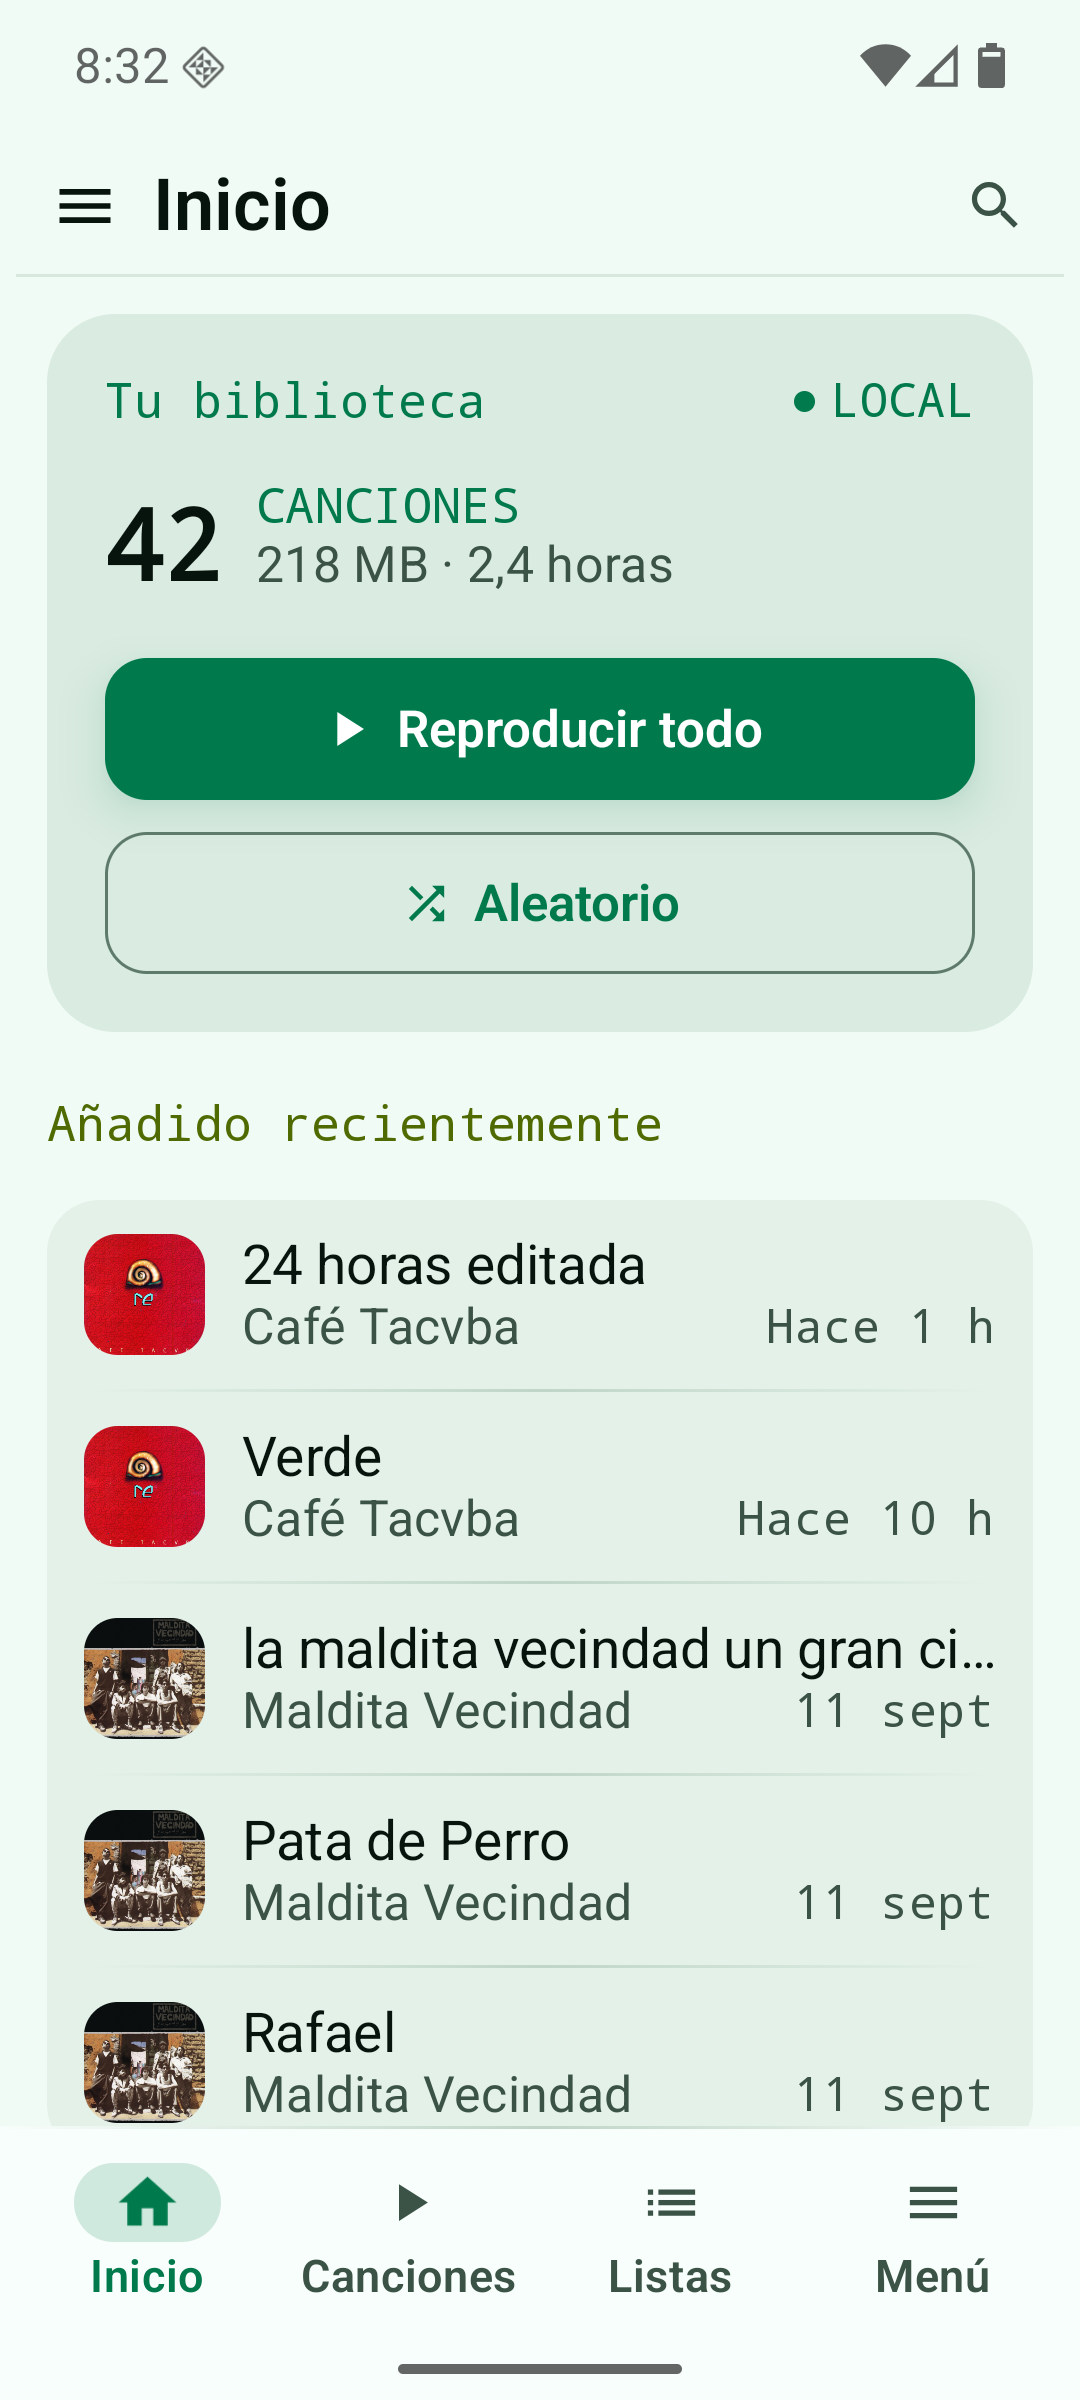 8:32
Inicio
Tu biblioteca
LOCAL
42
CANCIONES
218 MB · 2,4 horas
Reproducir todo
Aleatorio
Añadido recientemente
24 horas editada
Café Tacvba
Hace 1 h
Verde
Café Tacvba
Hace 10 h
la maldita vecindad un gran ci...
Maldita Vecindad
11 sept
Pata de Perro
Maldita Vecindad
11 sept
Rafael
Maldita Vecindad
11 sept
Inicio
Canciones
Listas
Menú